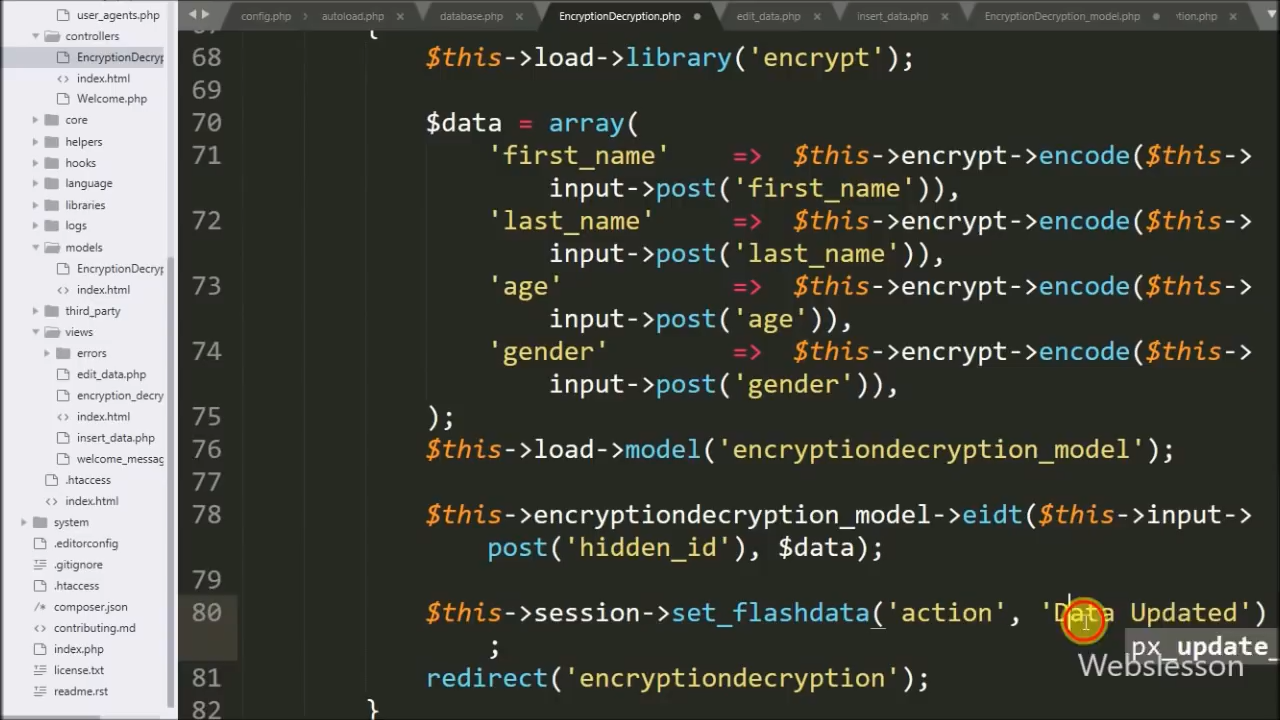 config.php autoload.php database.php EncryptionDecryption.php edit_data.php insert_data.php EncryptionDecryption_model.php tion.php
user_agents.php
controllers
EncryptionDecryp
index.html
Welcome.php
core
helpers
hooks
language
libraries
logs
models
EncryptionDecryp
index.html
third_party
views
errors
edit_data.php
encryption_decry
index.html
insert_data.php
welcome_messag
.htaccess
index.html
system
.editorconfig
.gitignore
.htaccess
composer.json
contributing.md
index.php
license.txt
readme.rst
{
68 $this->load->library('encrypt');
69
70 $data = array(
71 'first_name' => $this->encrypt->encode($this->
input->post('first_name')),
72 'last_name' => $this->encrypt->encode($this->
input->post('last_name')),
73 'age' => $this->encrypt->encode($this->
input->post('age')),
74 'gender' => $this->encrypt->encode($this->
input->post('gender')),
75 );
76 $this->load->model('encryptiondecryption_model');
77
78 $this->encryptiondecryption_model->eidt($this->input->
post('hidden_id'), $data);
79
80 $this->session->set_flashdata('action', 'Data Updated')
;
px_update_
Webslesson
81 redirect('encryptiondecryption');
82 }